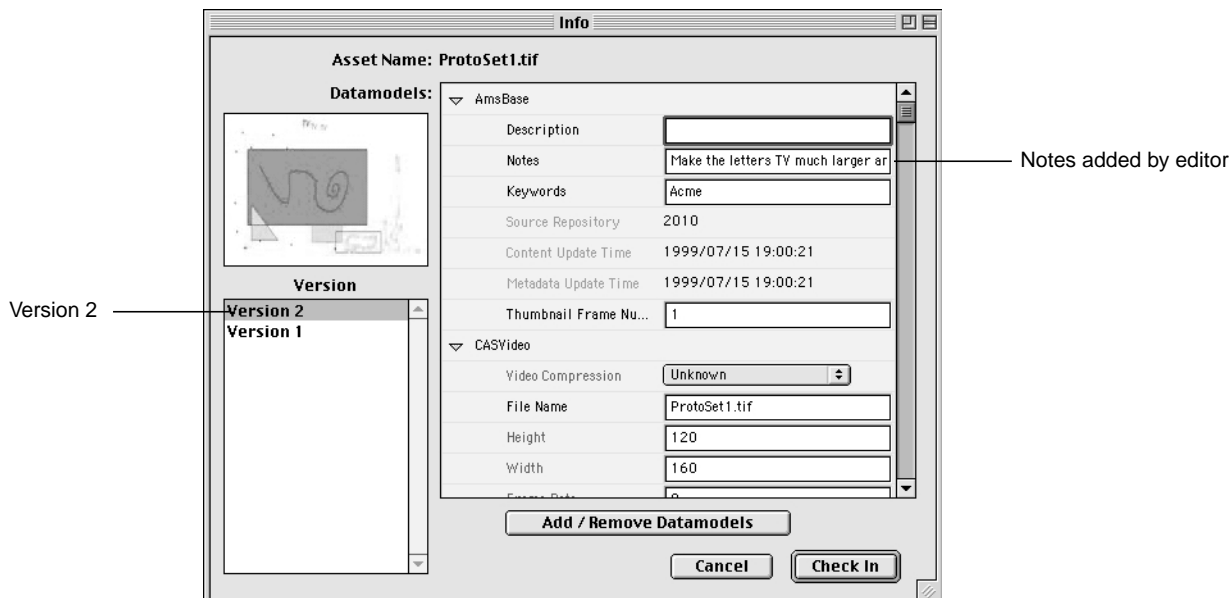 Info
Asset Name: ProtoSet1.tif
Datamodels:
AmsBase
Description
Notes Make the letters TV much larger ar
Notes added by editor
Keywords Acme
Source Repository 2010
Content Update Time 1999/07/15 19:00:21
Metadata Update Time 1999/07/15 19:00:21
Thumbnail Frame Nu... 1
Version
Version 2
Version 2
Version 1
CASVideo
Video Compression Unknown
File Name ProtoSet1.tif
Height 120
Width 160
Add / Remove Datamodels
Cancel
Check In